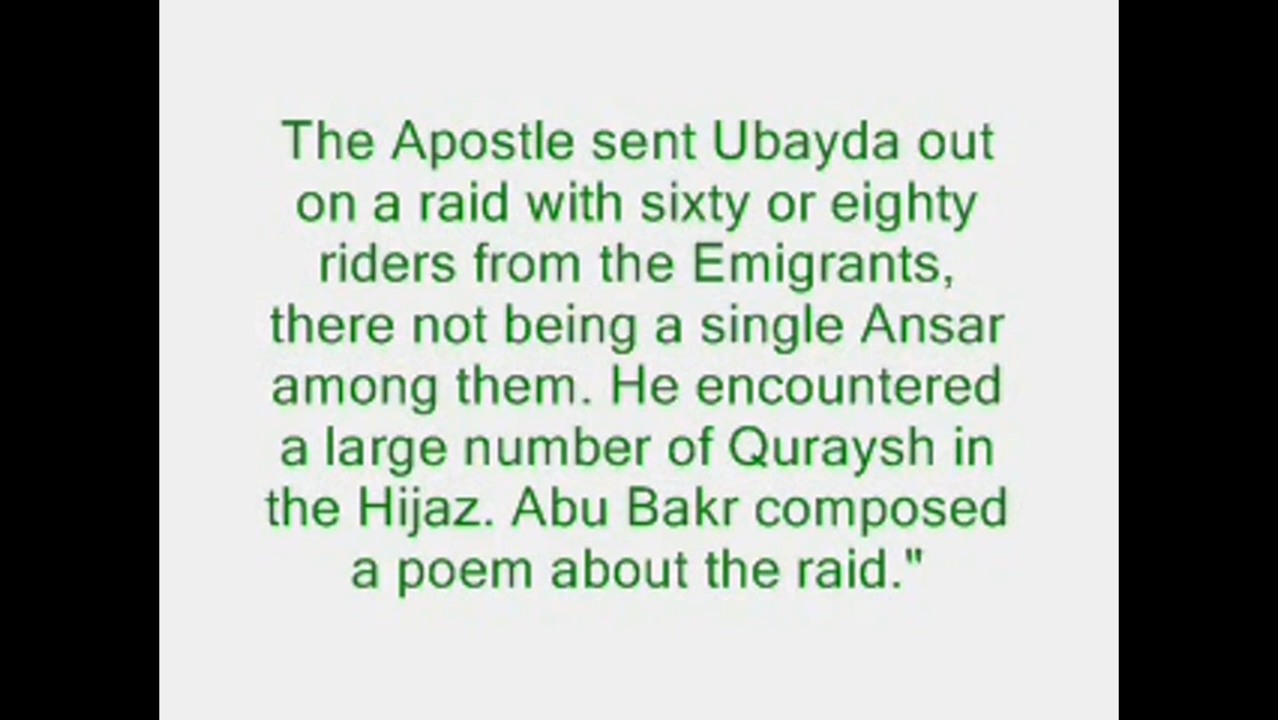 The Apostle sent Ubayda out
on a raid with sixty or eighty
riders from the Emigrants,
there not being a single Ansar
among them. He encountered
a large number of Quraysh in
the Hijaz. Abu Bakr composed
a poem about the raid."